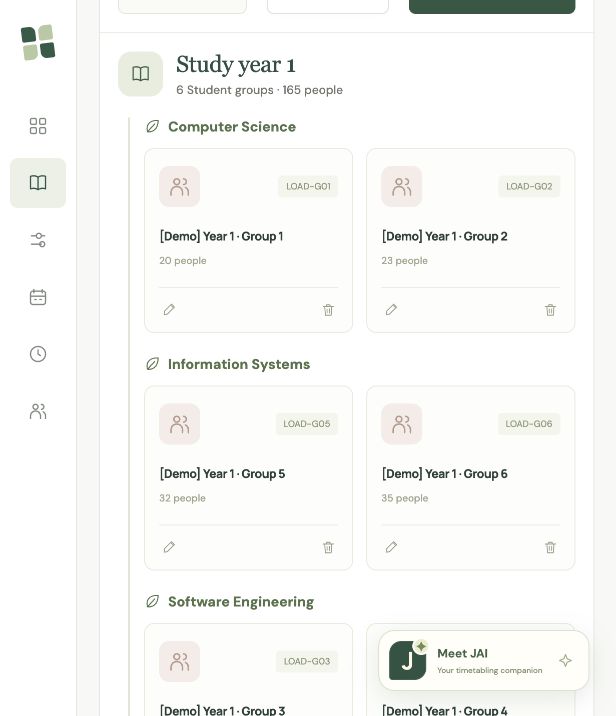 Study year 1
6 Student groups · 165 people
Computer Science
LOAD-G01
[Demo] Year 1 · Group 1
20 people
LOAD-G02
[Demo] Year 1 · Group 2
23 people
Information Systems
LOAD-G05
[Demo] Year 1 · Group 5
32 people
LOAD-G06
[Demo] Year 1 · Group 6
35 people
Software Engineering
LOAD-G03
[Demo] Year 1 · Group 3
[Demo] Year 1 · Group 4
J
Meet JAI
Your timetabling companion